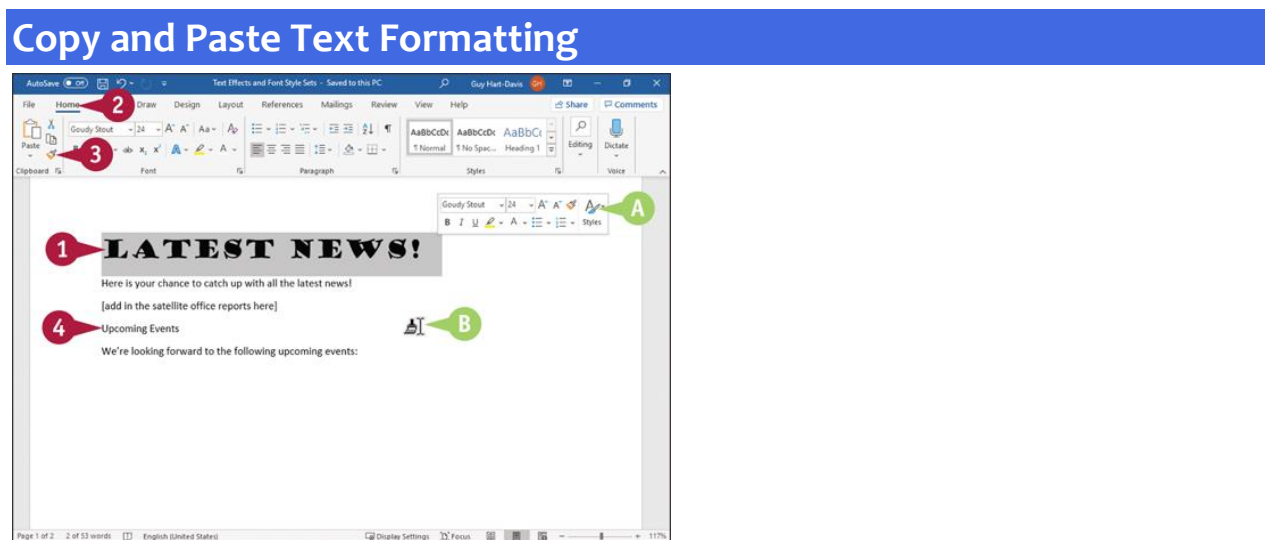 Copy and Paste Text Formatting
AutoSave Off Text Effects and Font Style Sets - Saved to this PC Guy Hart-Davis GH
File Home 2 Draw Design Layout References Mailings Review View Help Share Comments
Goudy Stout 24 A A Aa A AaBbCcDc AaBbCcDc AaBbCc
Paste 3 ab x, x' A A ¶ Normal ¶ No Spac... Heading 1 Editing Dictate
Clipboard Font Paragraph Styles Voice
Goudy Stout 24 A A A A
B I U A Styles
1 LATEST NEWS!
Here is your chance to catch up with all the latest news!
[add in the satellite office reports here]
4 Upcoming Events B
We're looking forward to the following upcoming events:
Page 1 of 2 2 of 53 words English (United States) Display Settings Focus 117%